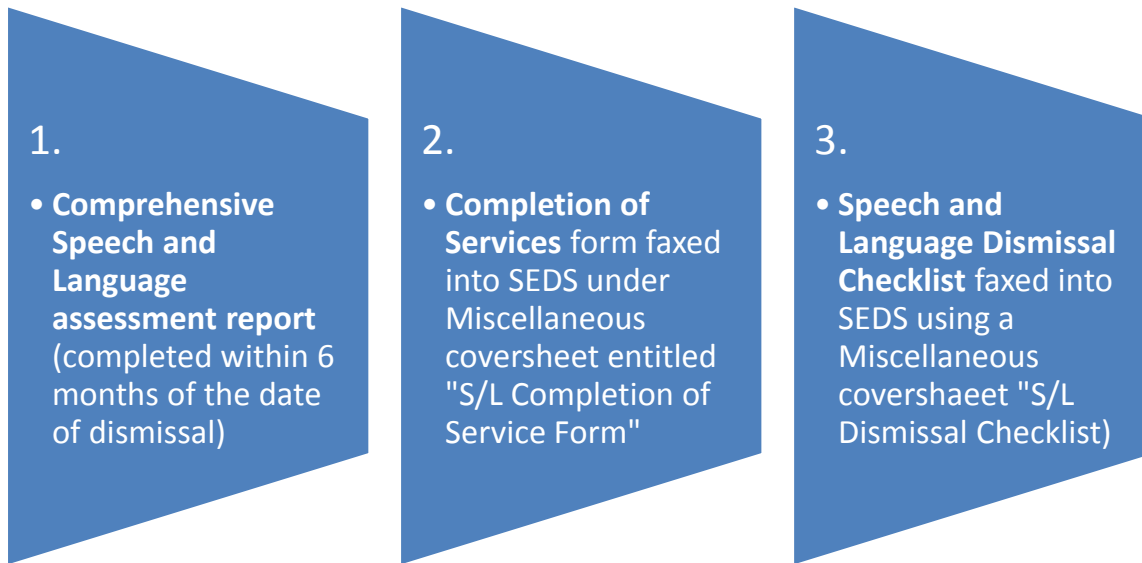 1.
• Comprehensive
Speech and
Language
assessment report
(completed within 6
months of the date
of dismissal)
2.
• Completion of
Services form faxed
into SEDS under
Miscellaneous
coversheet entitled
"S/L Completion of
Service Form"
3.
• Speech and
Language Dismissal
Checklist faxed into
SEDS using a
Miscellaneous
covershaeet "S/L
Dismissal Checklist)